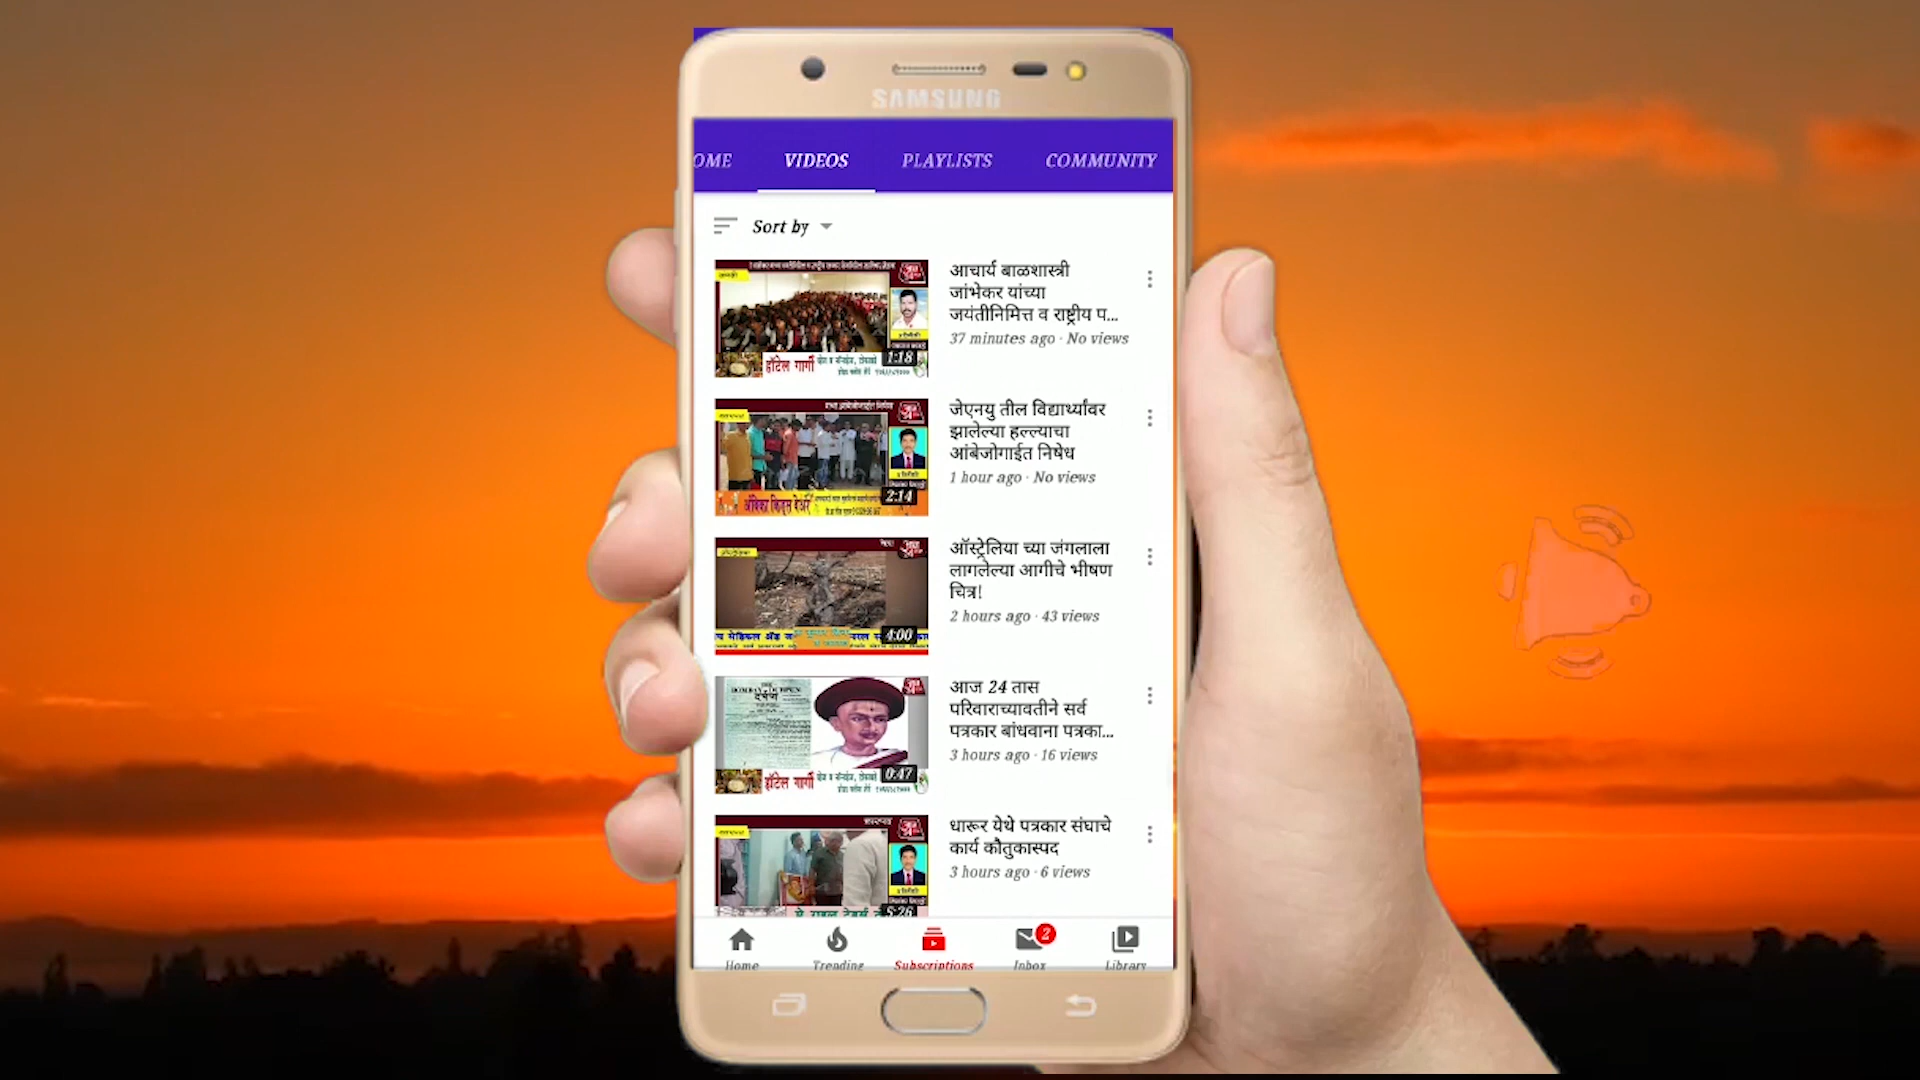 SAMSUNG
OME VIDEOS PLAYLISTS COMMUNITY
Sort by
आचार्य बाळशास्त्री
जांभेकर यांच्या
जयंतीनिमित्त व राष्ट्रीय प...
37 minutes ago · No views
1:18
हॉटेल गार्गी
जेएनयु तील विद्यार्थ्यांवर
झालेल्या हल्ल्याचा
आंबेजोगाईत निषेध
1 hour ago · No views
2:14
अंबिका किड्स वेअर
ऑस्ट्रेलिया च्या जंगलाला
लागलेल्या आगीचे भीषण
चित्र!
2 hours ago · 43 views
4:00
आज 24 तास
परिवाराच्यावतीने सर्व
पत्रकार बांधवाना पत्रका...
3 hours ago · 16 views
0:47
हॉटेल गार्गी
धारूर येथे पत्रकार संघाचे
कार्य कौतुकास्पद
3 hours ago · 6 views
5:26
2
Home Trending Subscriptions Inbox Library